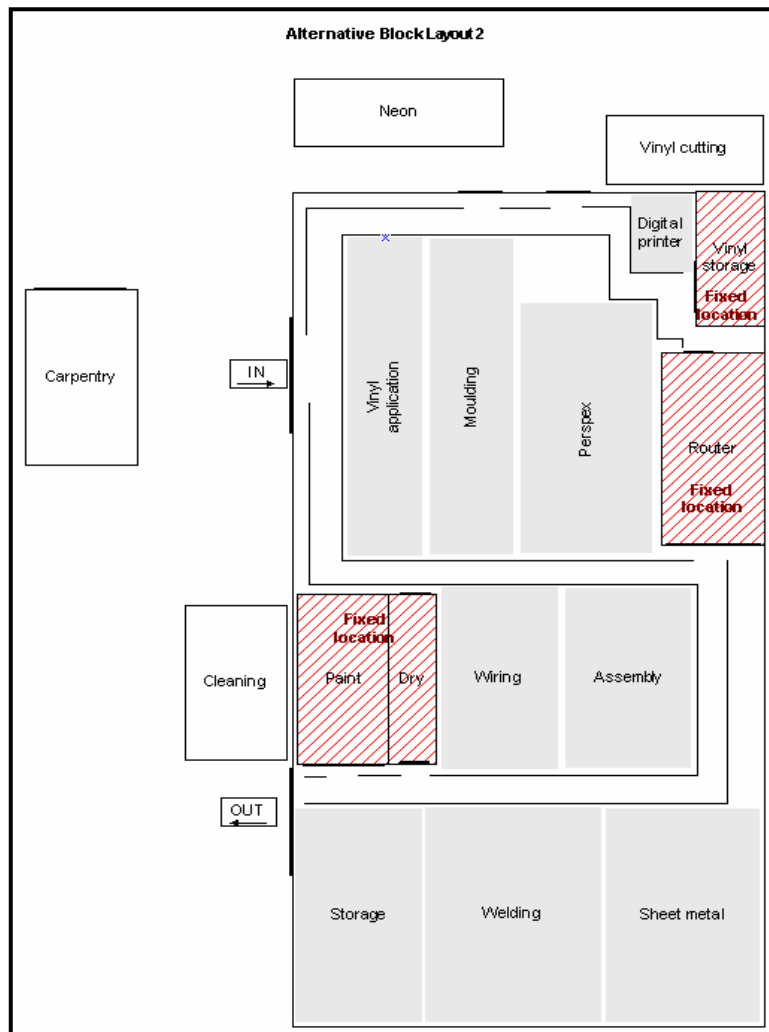 Alternative Block Layout 2
Neon
Vinyl cutting
Digital
printer
Vinyl
storage
Fixed
location
Carpentry
IN
Vinyl
application
Moulding
Perspex
Router
Fixed
location
Fixed
location
Cleaning
Paint
Dry
Wiring
Assembly
OUT
Storage
Welding
Sheet metal